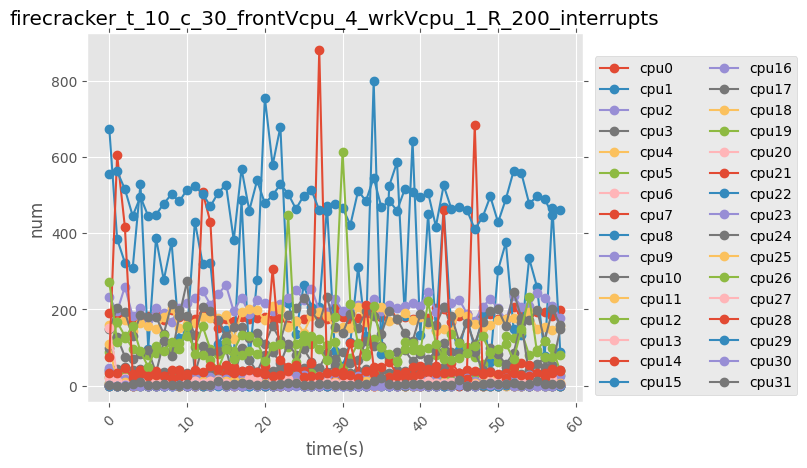 firecracker_t_10_c_30_frontVcpu_4_wrkVcpu_1_R_200_interrupts
800
600
400
200
0
num
0
10
20
30
40
50
60
time(s)
cpu0
cpu1
cpu2
cpu3
cpu4
cpu5
cpu6
cpu7
cpu8
cpu9
cpu10
cpu11
cpu12
cpu13
cpu14
cpu15
cpu16
cpu17
cpu18
cpu19
cpu20
cpu21
cpu22
cpu23
cpu24
cpu25
cpu26
cpu27
cpu28
cpu29
cpu30
cpu31